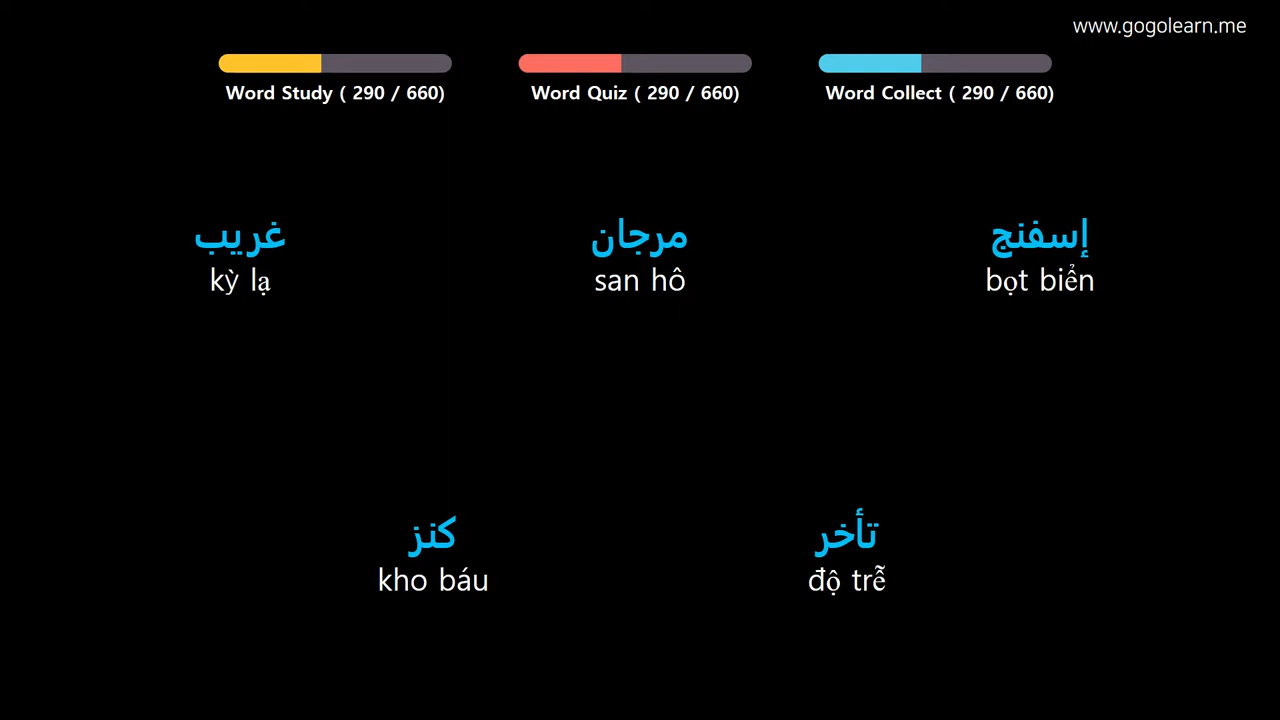 www.gogolearn.me
Word Study ( 290 / 660)
Word Quiz ( 290 / 660)
Word Collect ( 290 / 660)
غريب
kỳ lạ
مرجان
san hô
إسفنج
bọt biển
كنز
kho báu
تأخر
độ trễ